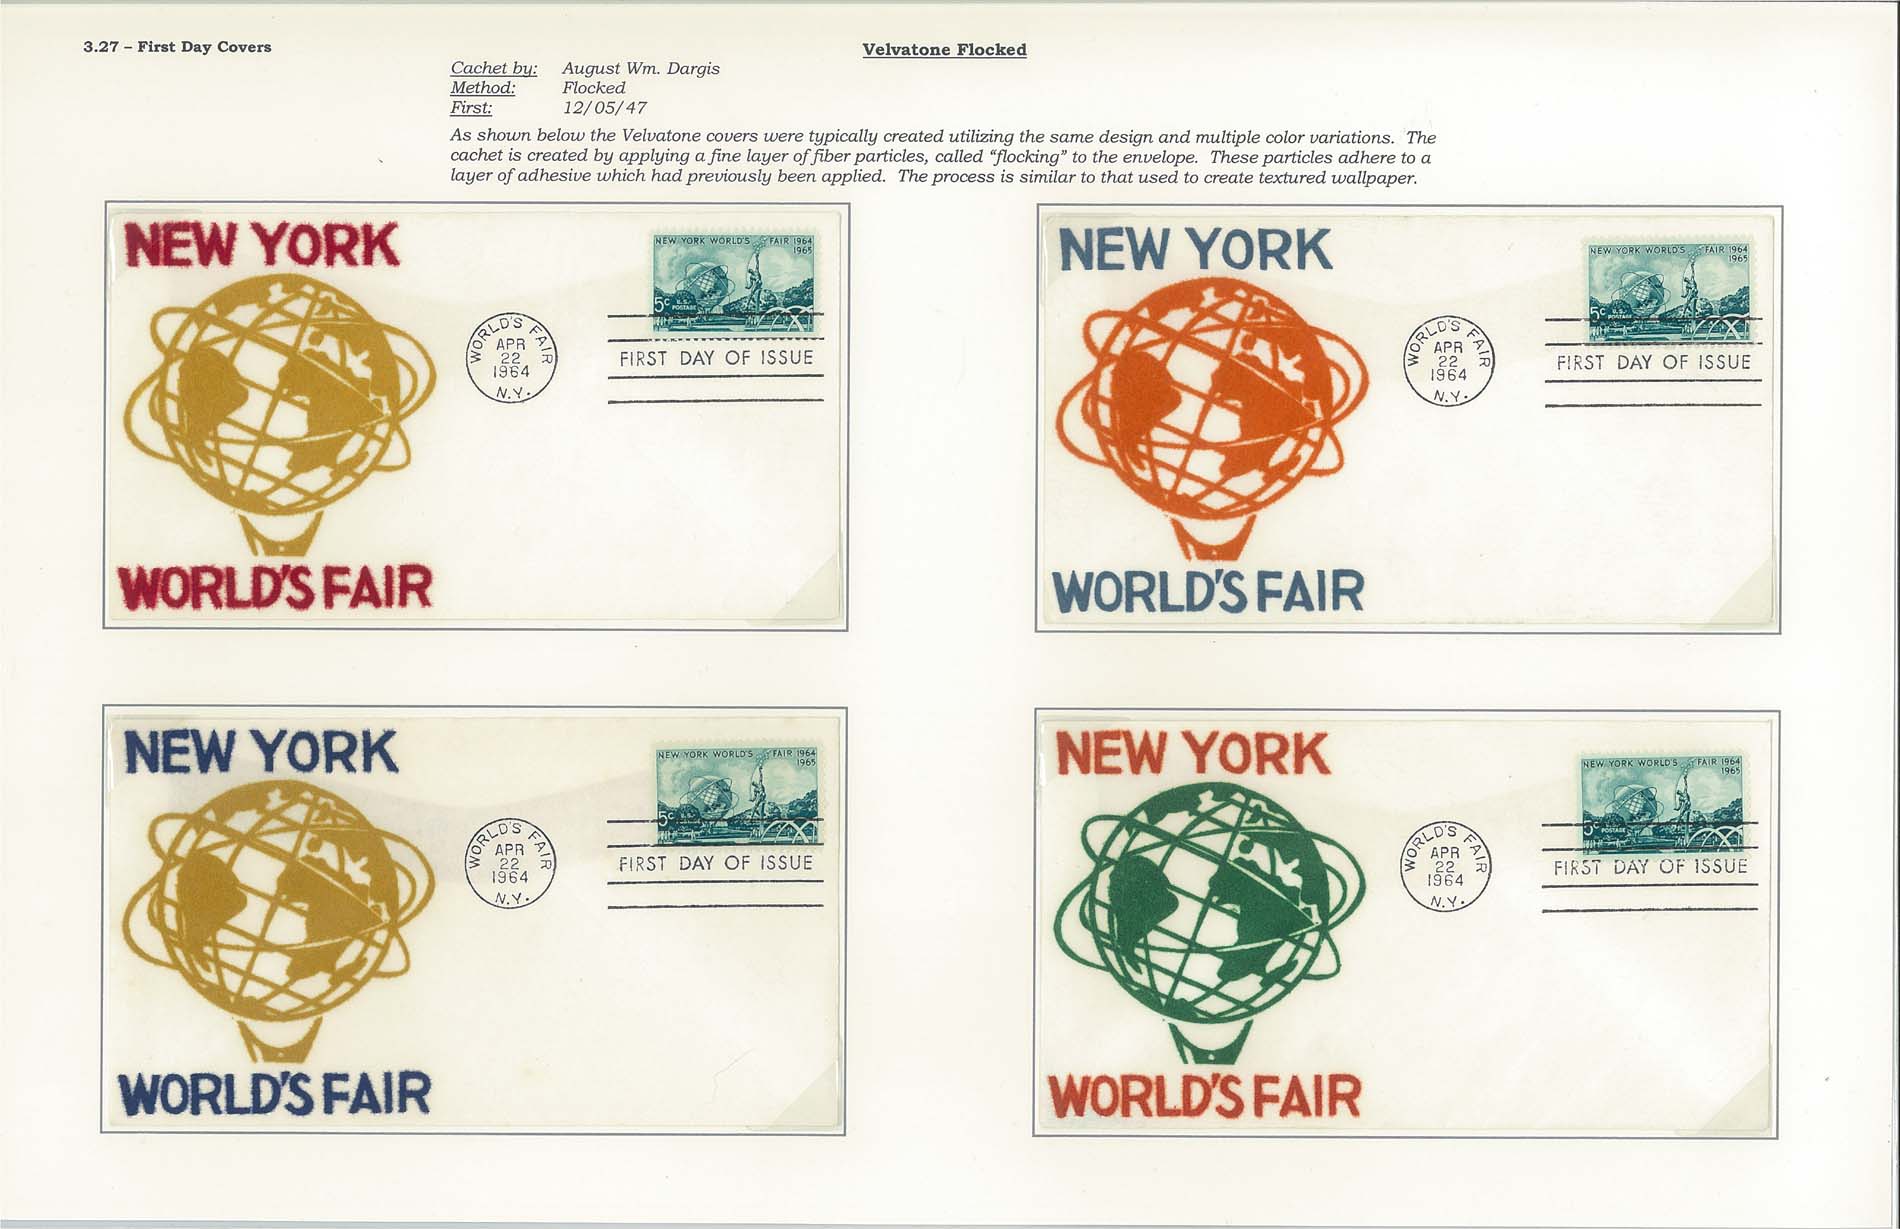 3.27 – First Day Covers
Velvatone Flocked
Cachet by: August Wm. Dargis
Method: Flocked
First: 12/05/47
As shown below the Velvatone covers were typically created utilizing the same design and multiple color variations. The
cachet is created by applying a fine layer of fiber particles, called “flocking” to the envelope. These particles adhere to a
layer of adhesive which had previously been applied. The process is similar to that used to create textured wallpaper.
NEW YORK
WORLD'S FAIR
WORLD'S FAIR
APR
22
1964
N.Y.
NEW YORK WORLD'S FAIR 1964
1965
5c U.S.
POSTAGE
FIRST DAY OF ISSUE
NEW YORK
WORLD'S FAIR
WORLD'S FAIR
APR
22
1964
N.Y.
NEW YORK WORLD'S FAIR 1964
1965
5c U.S.
POSTAGE
FIRST DAY OF ISSUE
NEW YORK
WORLD'S FAIR
WORLD'S FAIR
APR
22
1964
N.Y.
NEW YORK WORLD'S FAIR 1964
1965
5c
FIRST DAY OF ISSUE
NEW YORK
WORLD'S FAIR
WORLD'S FAIR
APR
22
1964
N.Y.
NEW YORK WORLD'S FAIR 1964
1965
5c
POSTAGE
FIRST DAY OF ISSUE